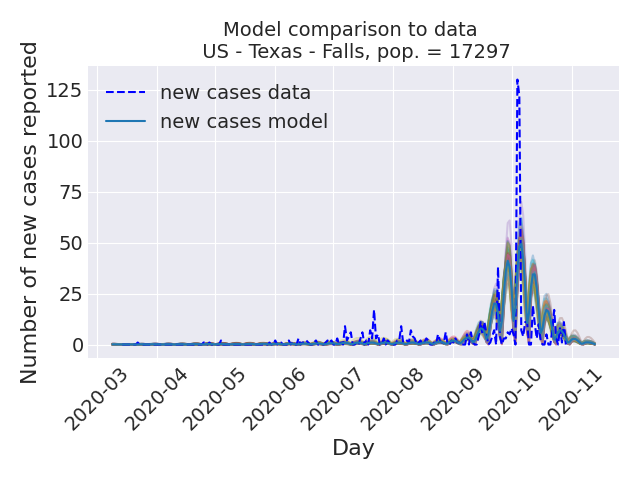 Model comparison to data
US - Texas - Falls, pop. = 17297
Number of new cases reported
125
100
75
50
25
0
new cases data
new cases model
2020-03
2020-04
2020-05
2020-06
2020-07
2020-08
2020-09
2020-10
2020-11
Day